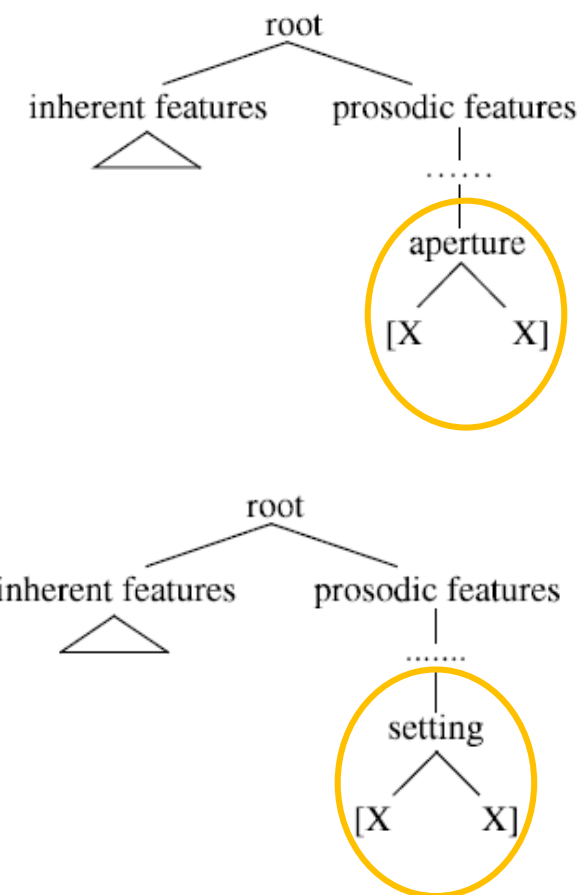 root
inherent features prosodic features
......
aperture
[X X]
root
inherent features prosodic features
.......
setting
[X X]